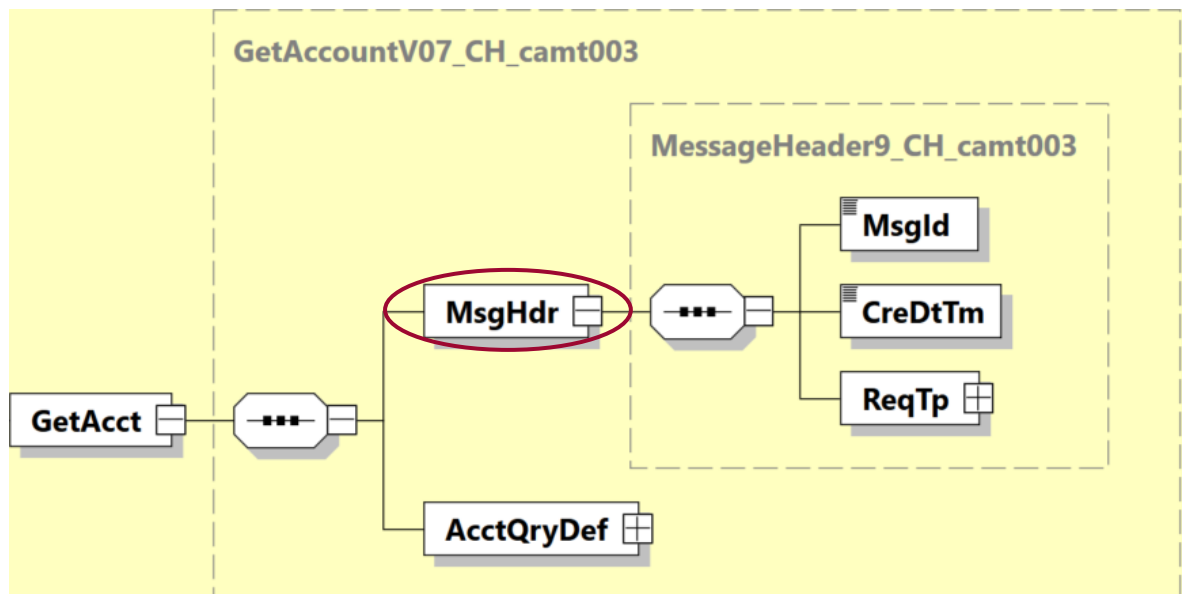 GetAccountV07_CH_camt003
MessageHeader9_CH_camt003
MsgId
MsgHdr
CreDtTm
ReqTp
GetAcct
AcctQryDef